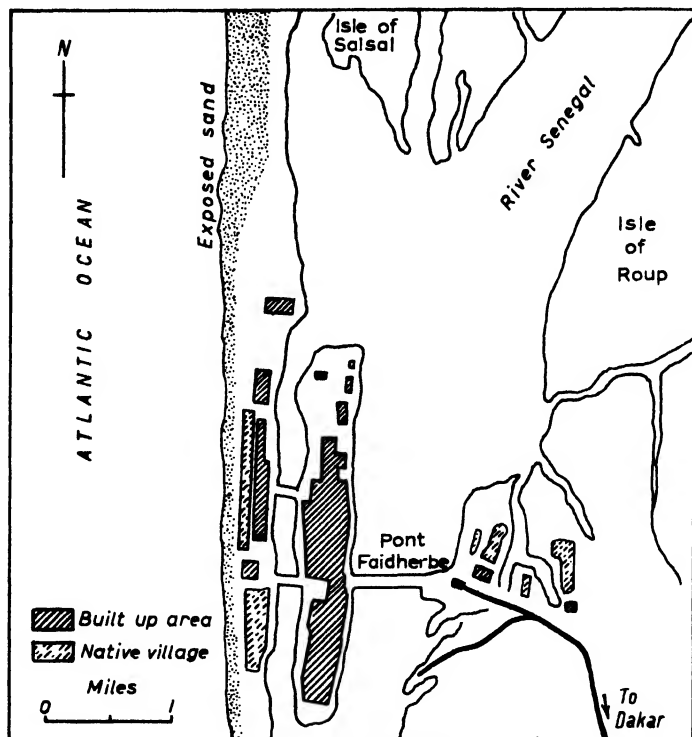 Isle of
Salsal
N
Exposed sand
River Senegal
ATLANTIC OCEAN
Isle
of
Roup
Pont
Faidherbe
Built up area
Native village
Miles
0 1
To
Dakar